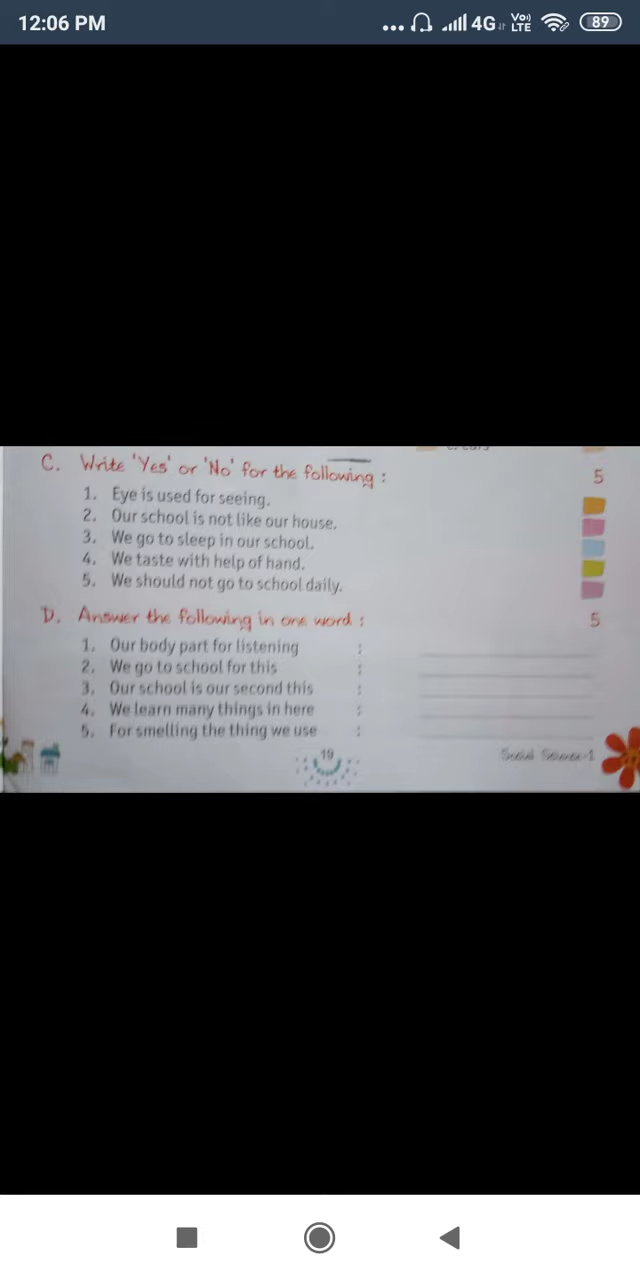 12:06 PM
4G
Vo)
LTE
89
C. Write 'Yes' or 'No' for the following :
5
1. Eye is used for seeing.
2. Our school is not like our house.
3. We go to sleep in our school.
4. We taste with help of hand.
5. We should not go to school daily.
D. Answer the following in one word :
5
1. Our body part for listening :
2. We go to school for this :
3. Our school is our second this :
4. We learn many things in here :
5. For smelling the thing we use :
19
Social Science-1